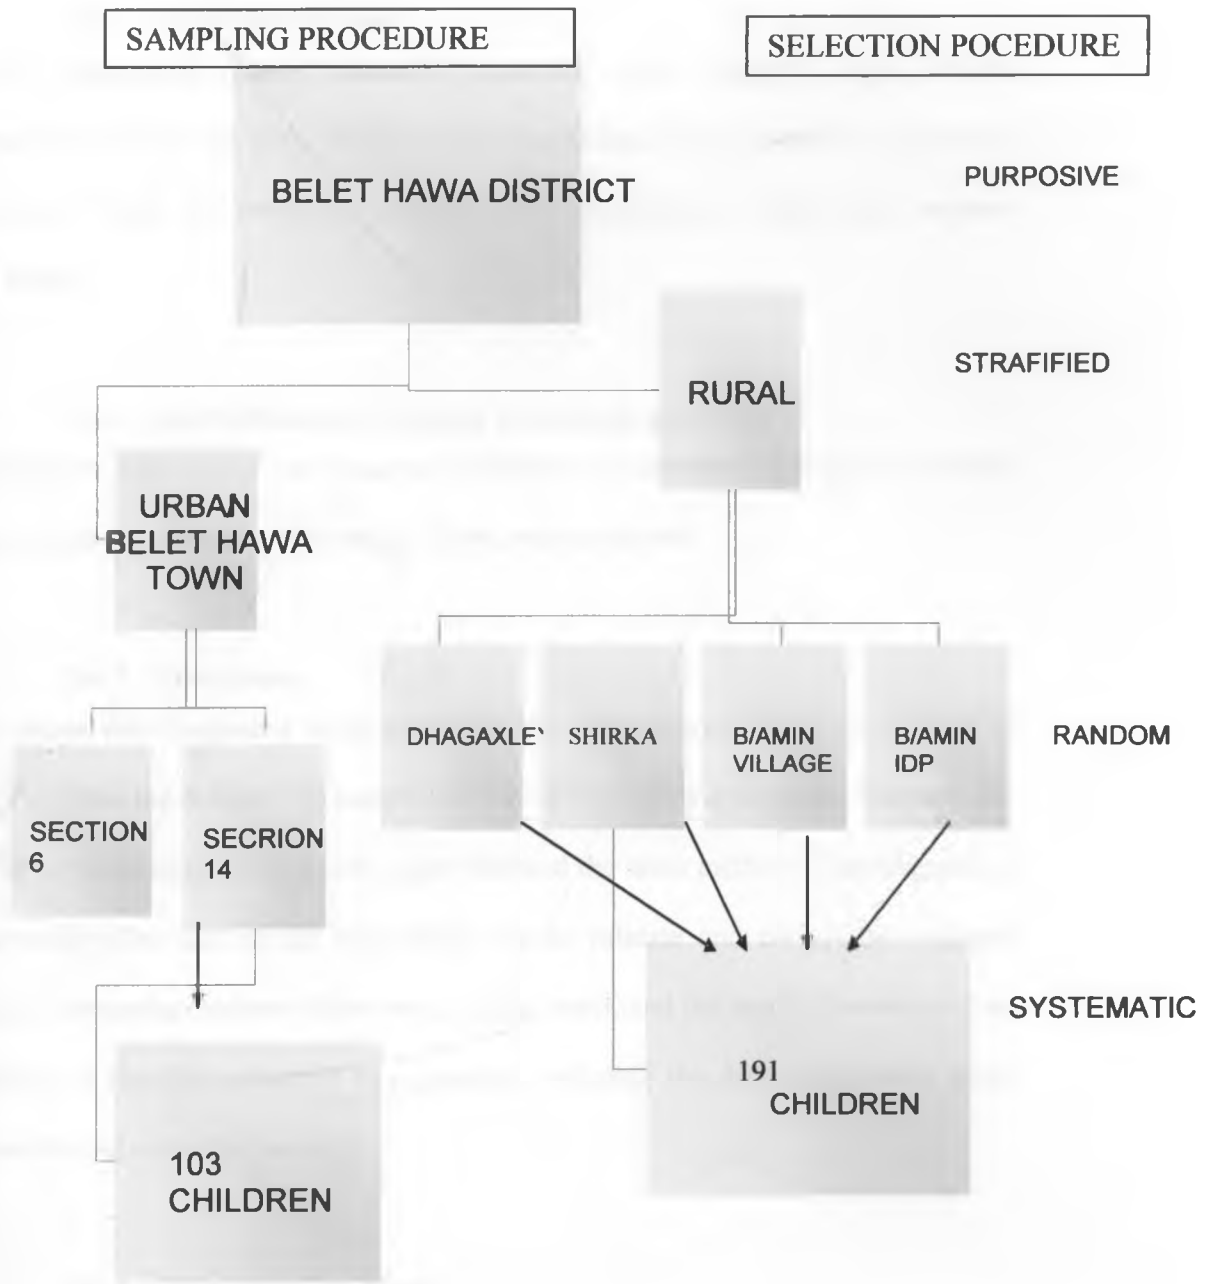 SAMPLING PROCEDURE
SELECTION POCEDURE
BELET HAWA DISTRICT
PURPOSIVE
STRAFIFIED
RURAL
URBAN
BELET HAWA
TOWN
DHAGAXLE'
SHIRKA
B/AMIN
VILLAGE
B/AMIN
IDP
RANDOM
SECTION
6
SECRION
14
SYSTEMATIC
191
CHILDREN
103
CHILDREN